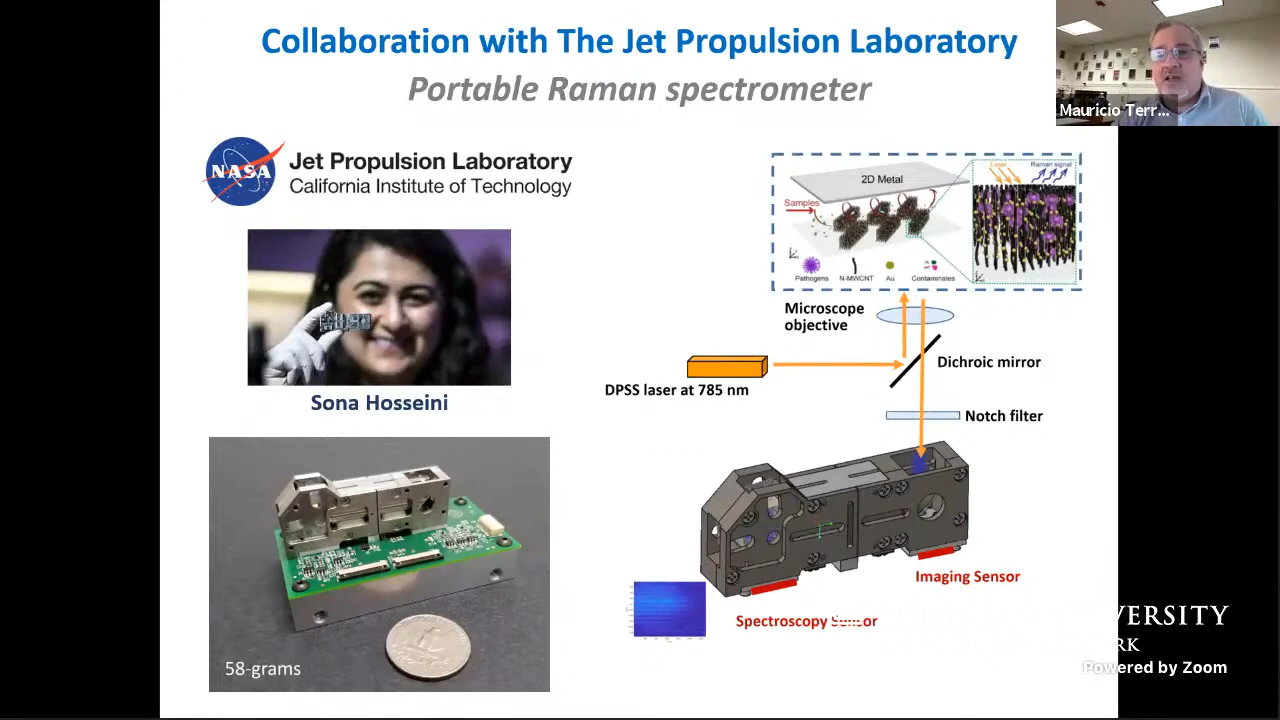 Collaboration with The Jet Propulsion Laboratory
Portable Raman spectrometer
Mauricio Terr...
NASA
Jet Propulsion Laboratory
California Institute of Technology
Sona Hosseini
58-grams
2D Metal
Samples
Laser
Raman signal
Pathogens
N-MWCNT
Au
Contaminates
Microscope
objective
Dichroic mirror
DPSS laser at 785 nm
Notch filter
Imaging Sensor
Spectroscopy Sensor
VERSITY
RK
Powered by Zoom